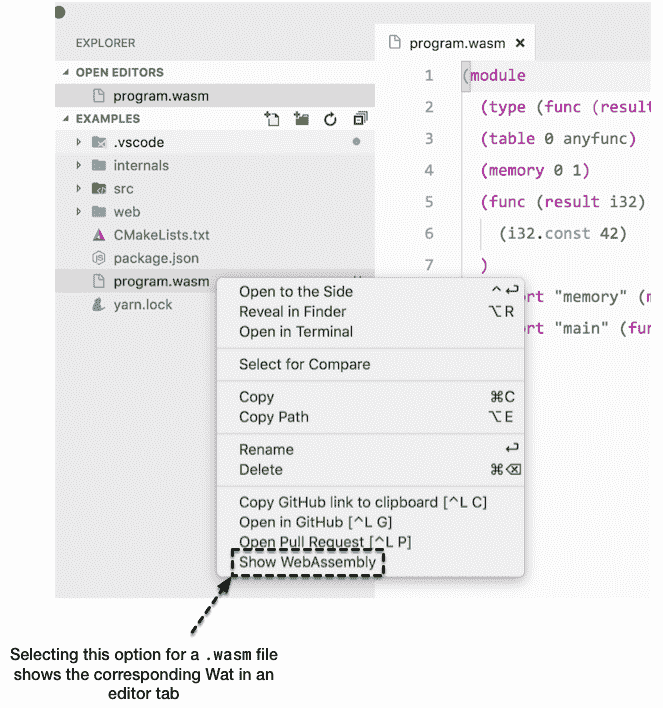 EXPLORER
OPEN EDITORS
program.wasm
EXAMPLES
.vscode
internals
src
web
CMakeLists.txt
package.json
program.wasm
yarn.lock
program.wasm ×
1 (module
2 (type (func (result
3 (table 0 anyfunc)
4 (memory 0 1)
5 (func (result i32)
6 (i32.const 42)
7 )
ort "memory" (m
ort "main" (fun
Open to the Side ^↩
Reveal in Finder ⌥R
Open in Terminal
Select for Compare
Copy ⌘C
Copy Path ⌥E
Rename ↩
Delete ⌘⌫
Copy GitHub link to clipboard [^L C]
Open in GitHub [^L G]
Open Pull Request [^L P]
Show WebAssembly
Selecting this option for a .wasm file
shows the corresponding Wat in an
editor tab